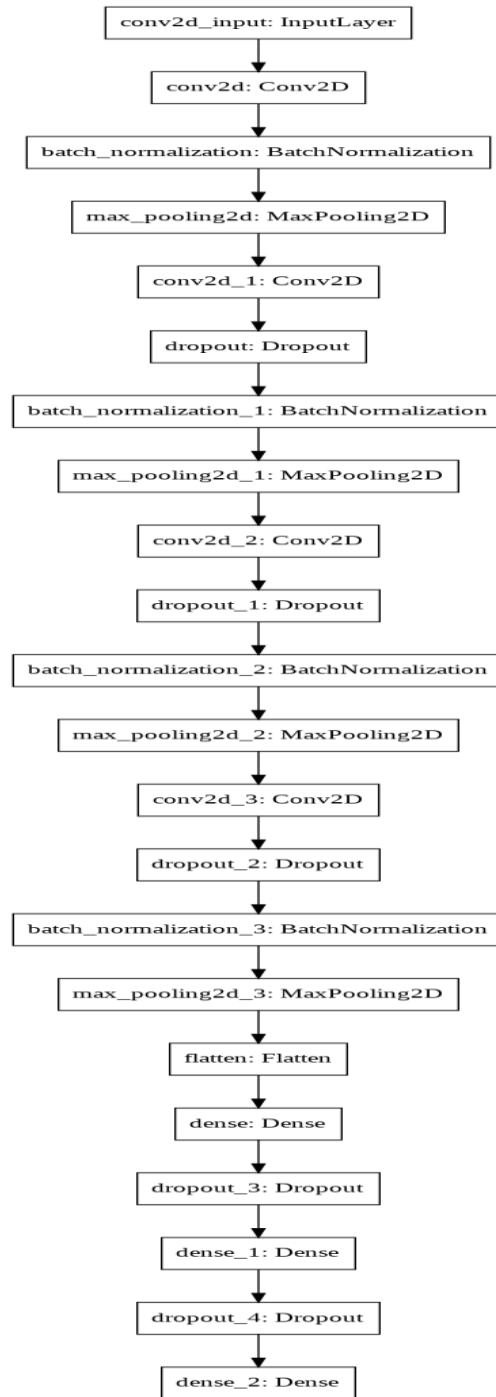 conv2d_input: InputLayer
conv2d: Conv2D
batch_normalization: BatchNormalization
max_pooling2d: MaxPooling2D
conv2d_1: Conv2D
dropout: Dropout
batch_normalization_1: BatchNormalization
max_pooling2d_1: MaxPooling2D
conv2d_2: Conv2D
dropout_1: Dropout
batch_normalization_2: BatchNormalization
max_pooling2d_2: MaxPooling2D
conv2d_3: Conv2D
dropout_2: Dropout
batch_normalization_3: BatchNormalization
max_pooling2d_3: MaxPooling2D
flatten: Flatten
dense: Dense
dropout_3: Dropout
dense_1: Dense
dropout_4: Dropout
dense_2: Dense